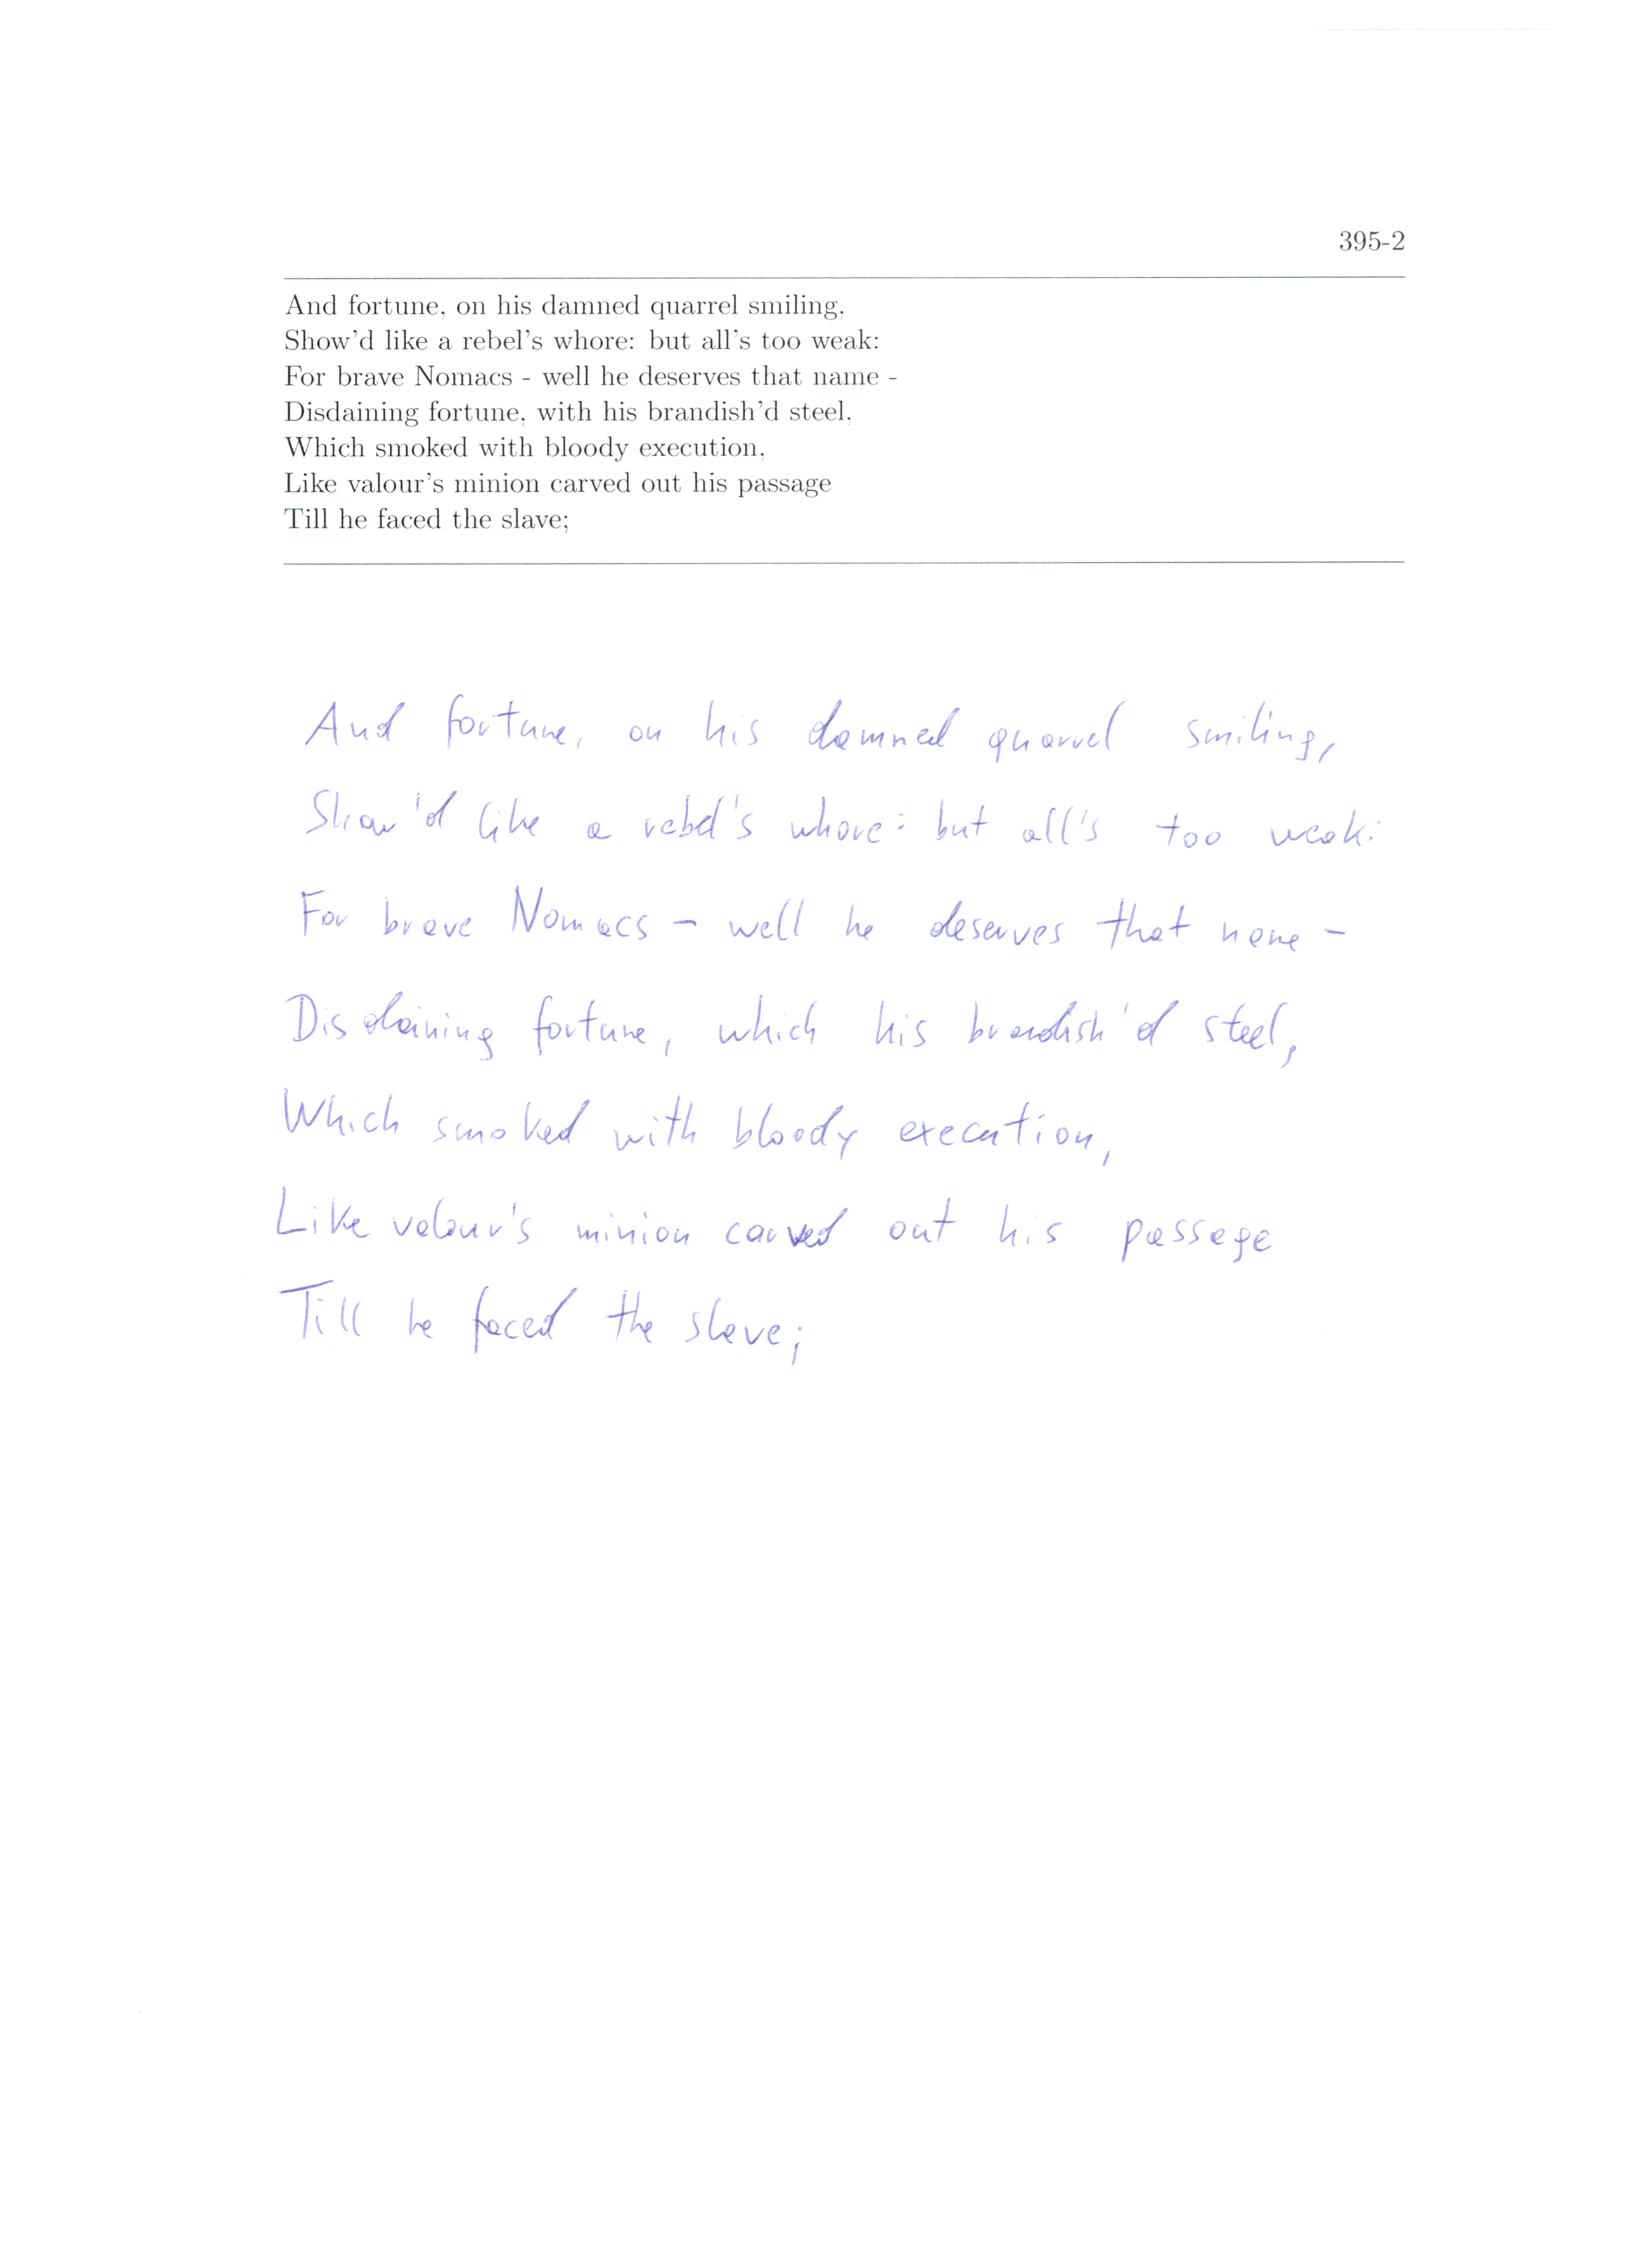 395-2
And fortune, on his damned quarrel smiling,
Show'd like a rebel's whore: but all's too weak:
For brave Nomacs - well he deserves that name -
Disdaining fortune, with his brandish'd steel,
Which smoked with bloody execution,
Like valour's minion carved out his passage
Till he faced the slave;
And fortune, on his damned quarrel smiling,
Show'd like a rebel's whore: but all's too weak:
For brave Nomacs - well he deserves that name -
Disdaining fortune, which his brandish'd steel,
Which smoked with bloody execution,
Like valour's minion carved out his passage
Till he faced the slave;